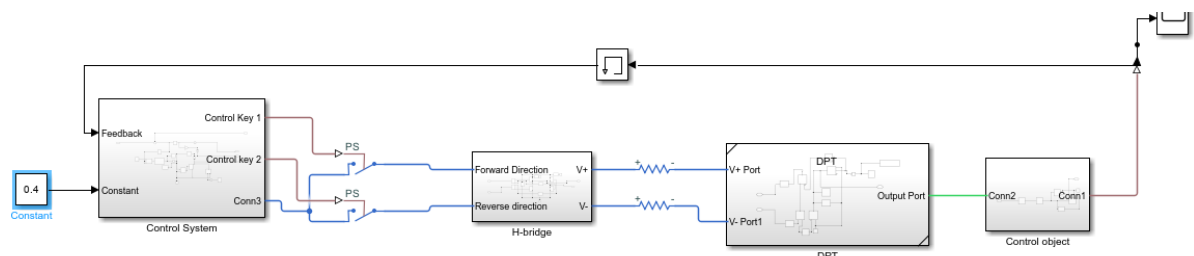 Feedback
Constant
Control Key 1
Control key 2
Conn3
Control System
0.4
Constant
PS
PS
Forward Direction
Reverse direction
V+
V-
H-bridge
+ -
+ -
V+ Port
V- Port1
DPT
Output Port
DPT
Conn2
Conn1
Control object